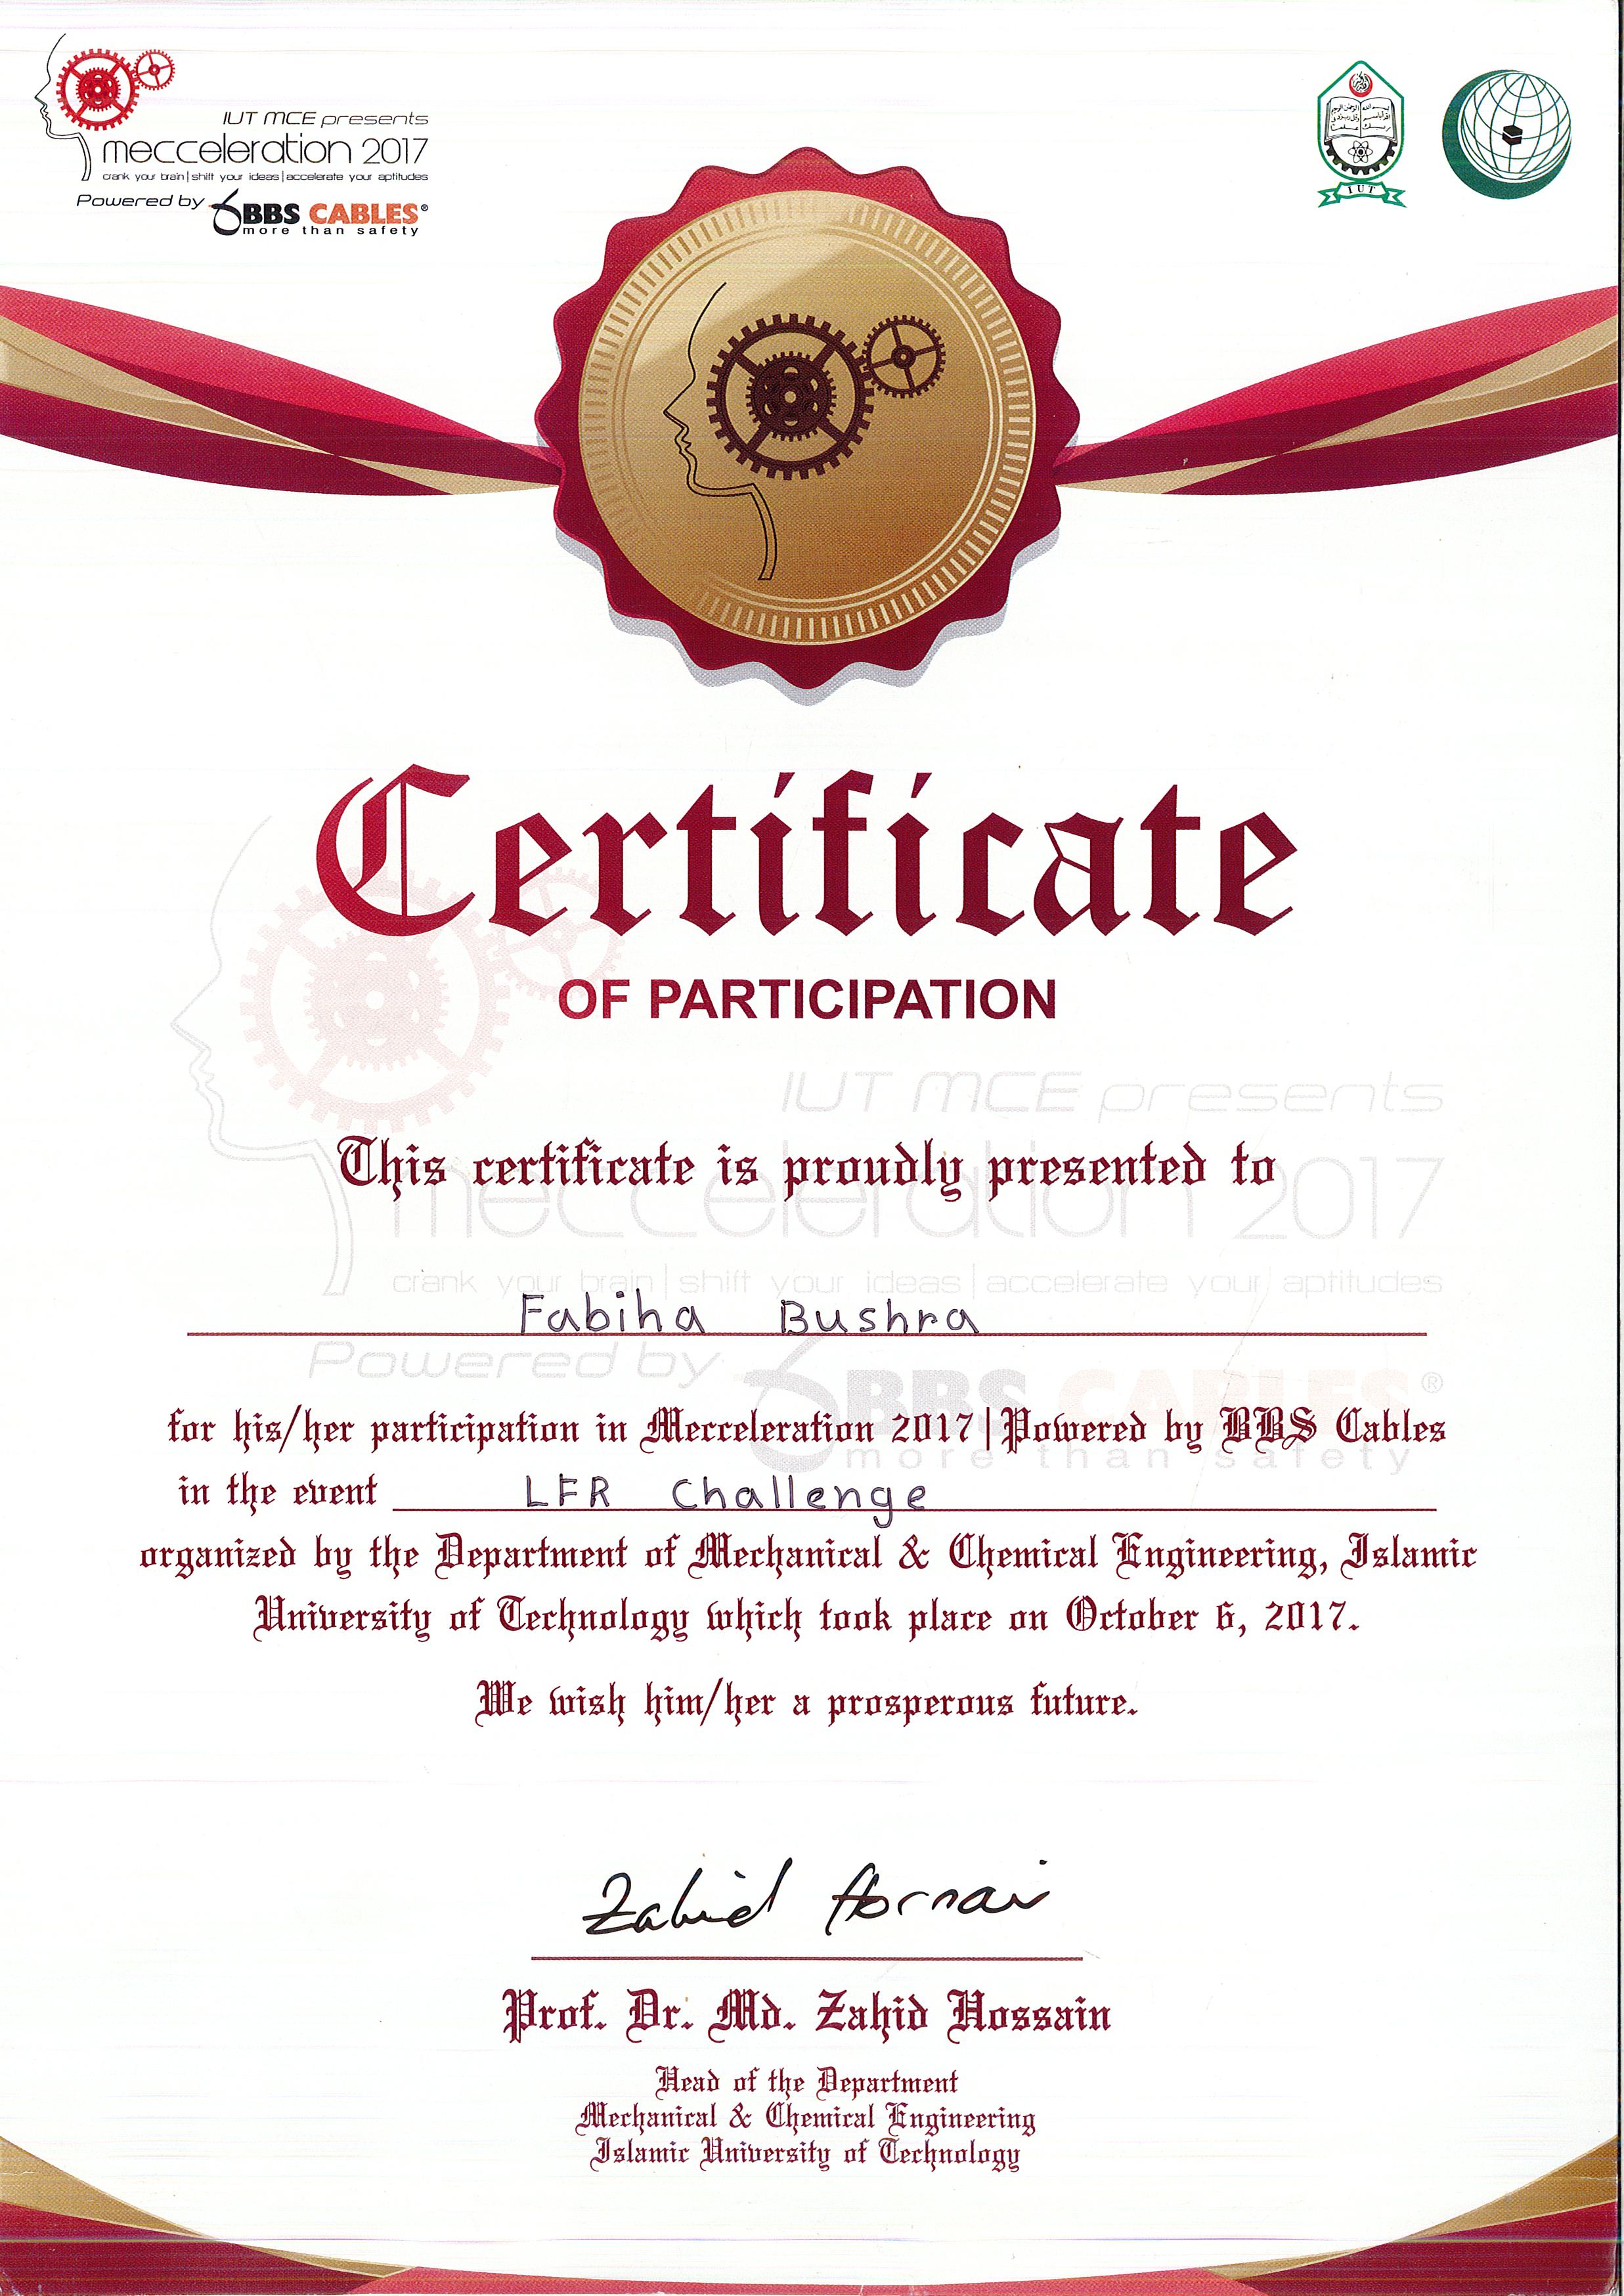 IUT MCE presents
mecceleration 2017
crank your brain|shift your ideas|accelerate your aptitudes
Powered by BBS CABLES®
more than safety
IUT
Certificate
OF PARTICIPATION
IUT MCE presents
This certificate is proudly presented to
mecceleration 2017
crank your brain|shift your ideas|accelerate your aptitudes
Fabiha Bushra
Powered by BBS CABLES®
for his/her participation in Mecceleration 2017|Powered by BBS Cables
more than safety
in the event LFR Challenge
organized by the Department of Mechanical & Chemical Engineering, Islamic
University of Technology which took place on October 6, 2017.
We wish him/her a prosperous future.
Zahid
Prof. Dr. Md. Zahid Hossain
Head of the Department
Mechanical & Chemical Engineering
Islamic University of Technology